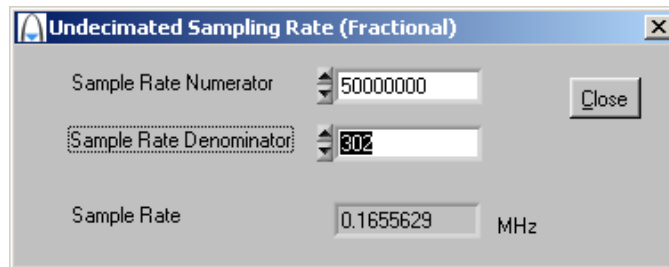 Undecimated Sampling Rate (Fractional)
Sample Rate Numerator 50000000
Close
Sample Rate Denominator 302
Sample Rate 0.1655629 MHz